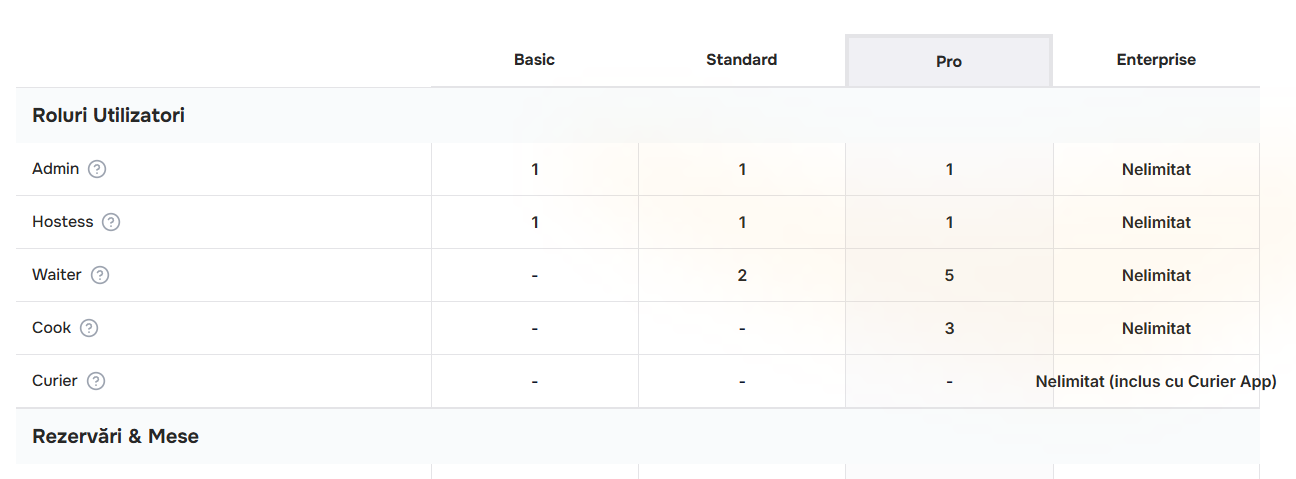 Basic Standard Pro Enterprise
Roluri Utilizatori
Admin ? 1 1 1 Nelimitat
Hostess ? 1 1 1 Nelimitat
Waiter ? - 2 5 Nelimitat
Cook ? - - 3 Nelimitat
Curier ? - - - Nelimitat (inclus cu Curier App)
Rezervări & Mese